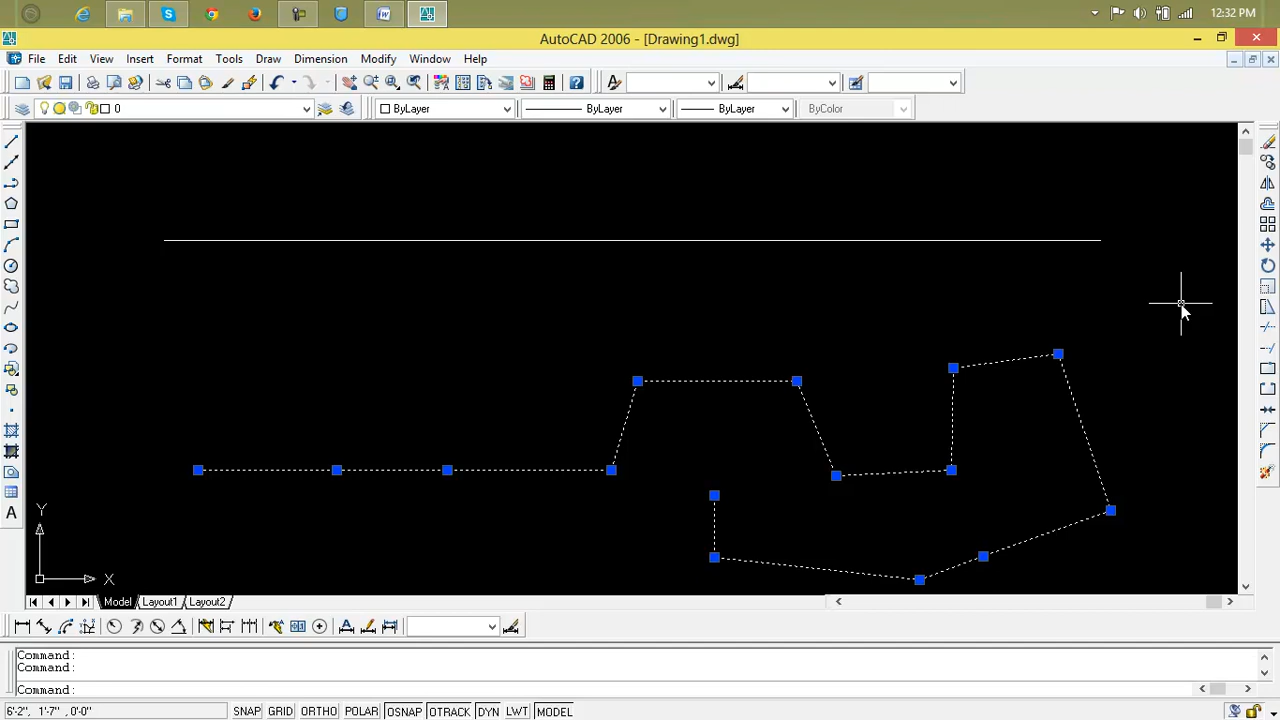 12:32 PM
AutoCAD 2006 - [Drawing1.dwg]
File Edit View Insert Format Tools Draw Dimension Modify Window Help
0 ByLayer ByLayer ByLayer ByColor
Y
X
A
Model Layout1 Layout2
Command:
Command:
Command:
6'-2", 1'-7" ,0'-0" SNAP GRID ORTHO POLAR OSNAP OTRACK DYN LWT MODEL